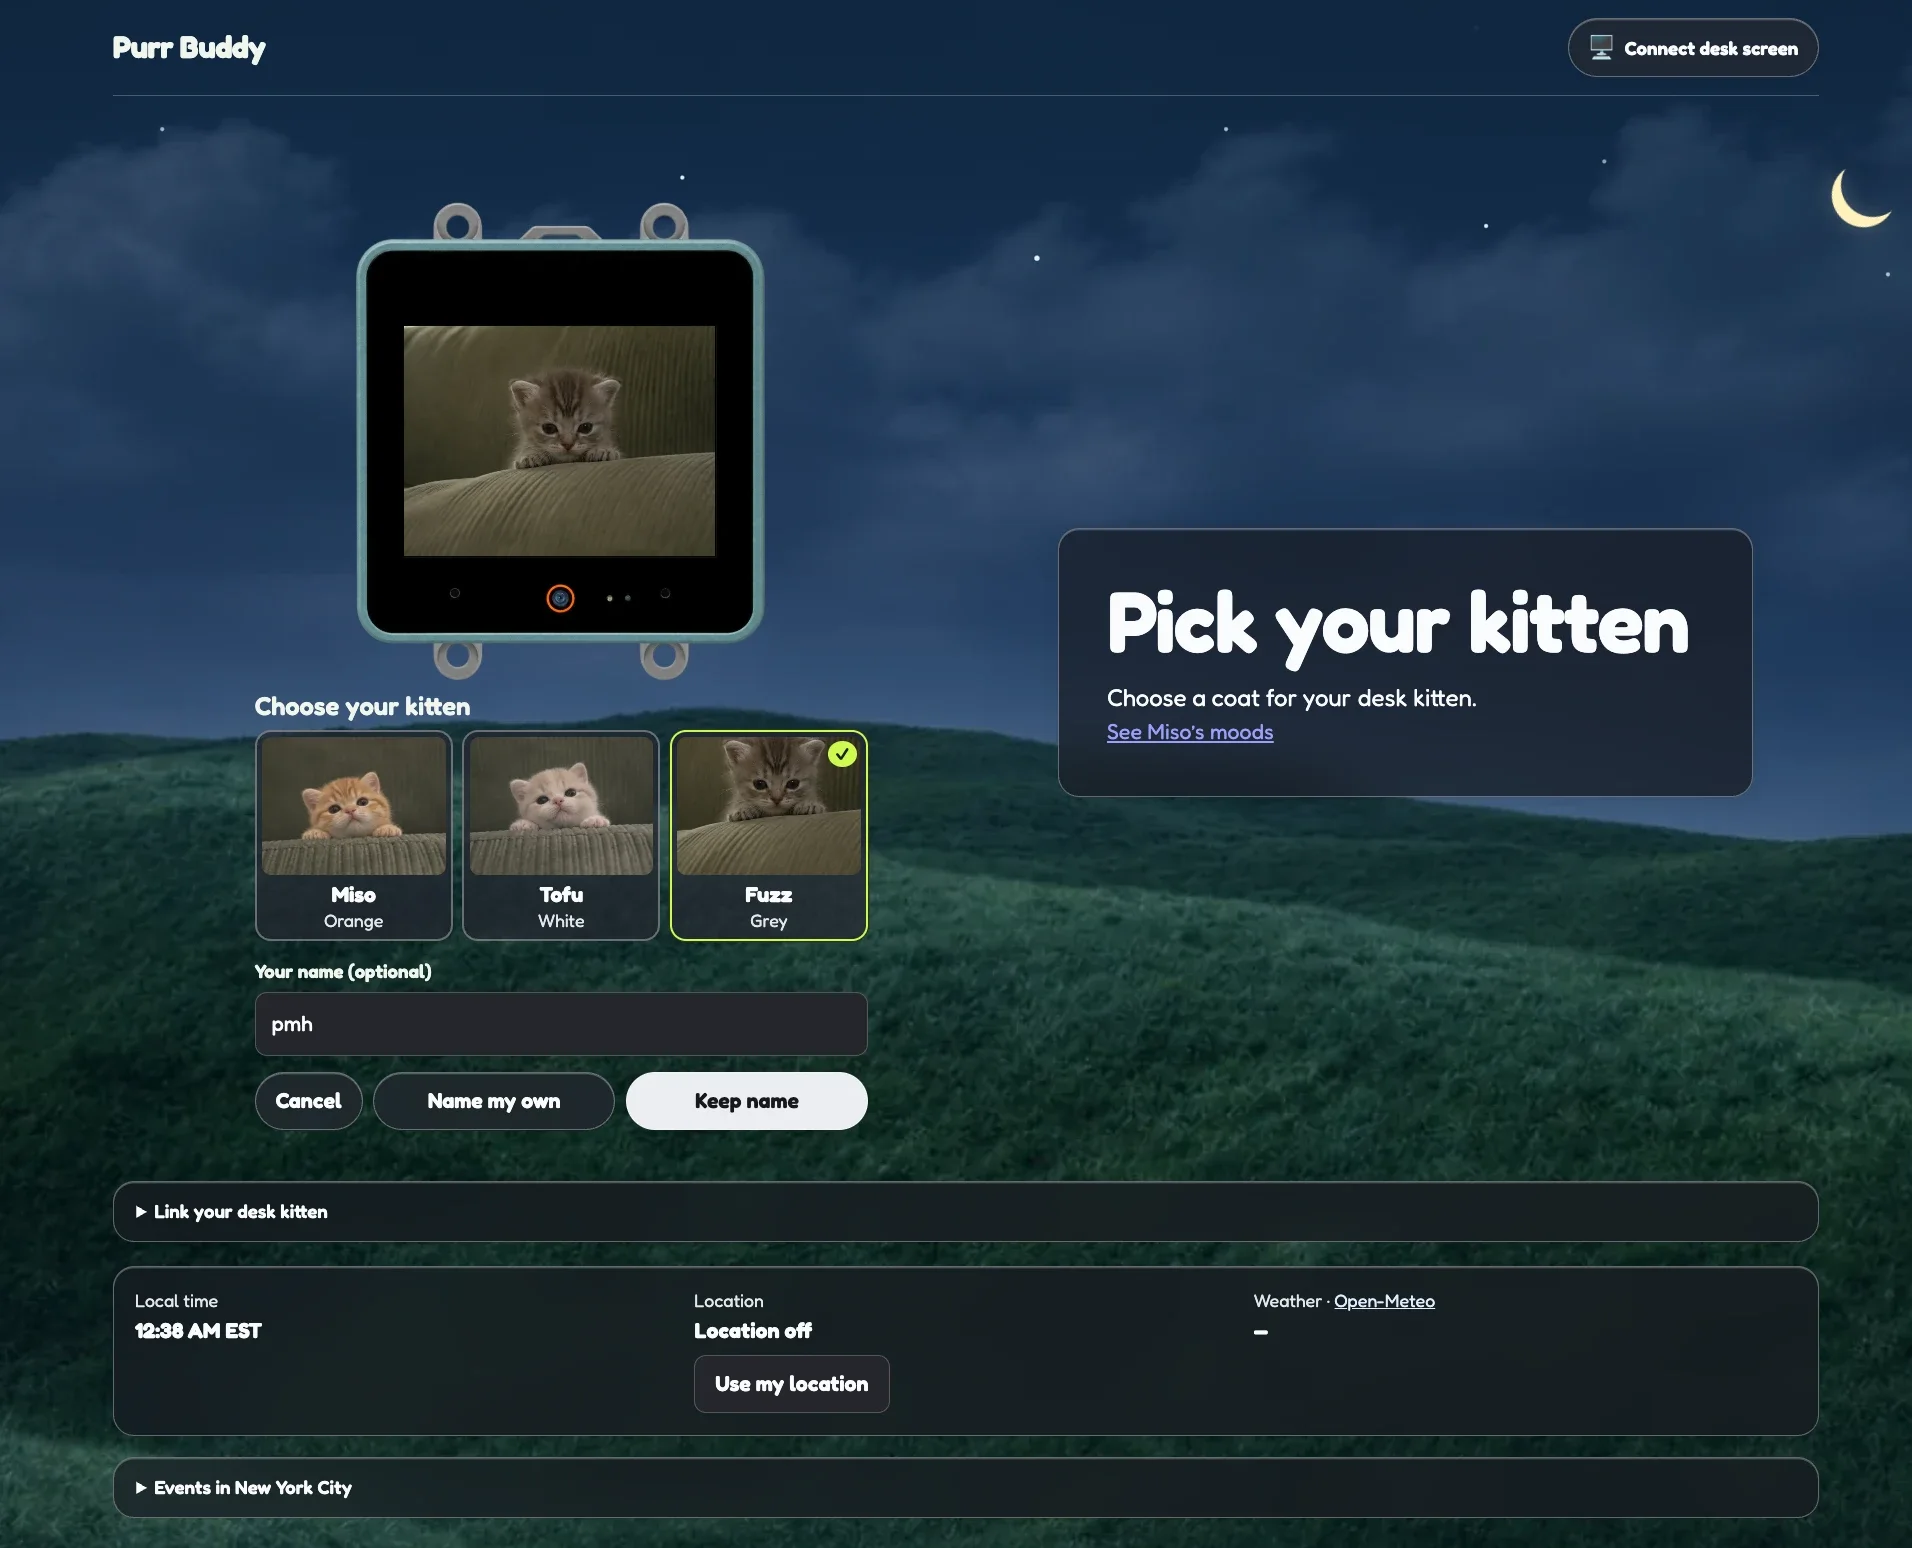 Purr Buddy
Connect desk screen
Pick your kitten
Choose a coat for your desk kitten.
See Miso's moods
Choose your kitten
Miso
Orange
Tofu
White
Fuzz
Grey
Your name (optional)
pmh
Cancel
Name my own
Keep name
Link your desk kitten
Local time
12:38 AM EST
Location
Location off
Use my location
Weather · Open-Meteo
–
Events in New York City